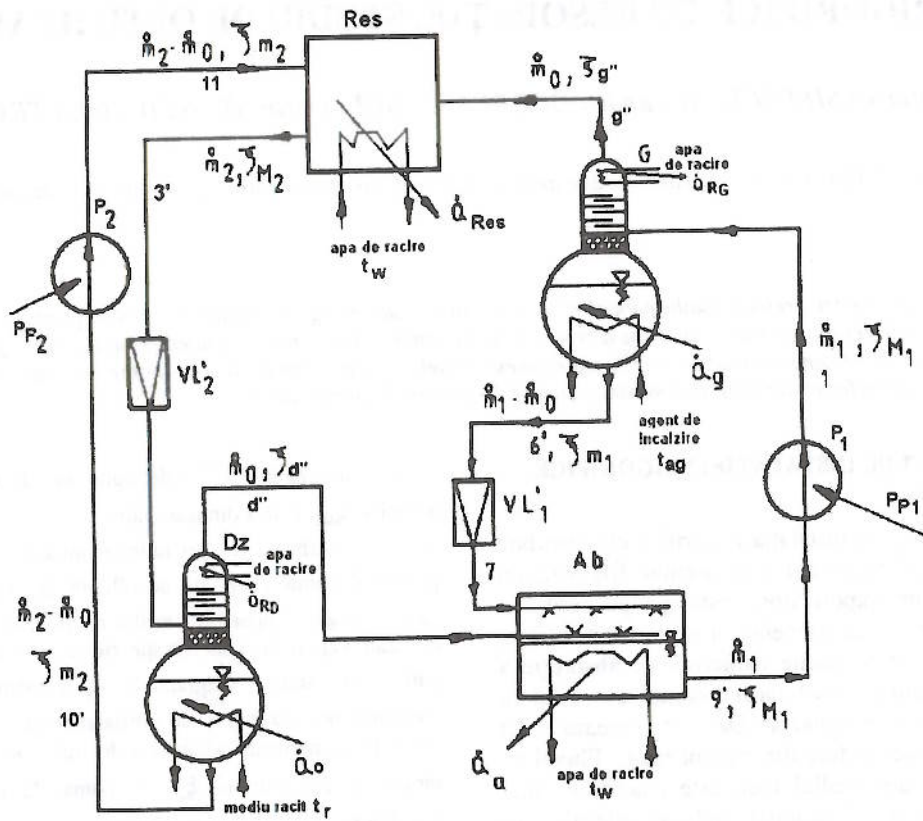 Res
ṁ2-ṁ0, ξm2
11
ṁ2, ξM2
3'
P2
PP2
VL'2
apa de racire
tw
Q̇Res
ṁ0, ξg"
g"
G
apa
de racire
Q̇RG
Q̇g
ṁ1-ṁ0
6', ξm1
agent de
incalzire
tag
ṁ1, ξM1
1
P1
PP1
VL'1
7
Ab
ṁ0, ξd"
d"
Dz
apa
de racire
Q̇RD
ṁ2-ṁ0
ξm2
10'
Q̇o
mediu racit tr
ṁ1
9', ξM1
Q̇a
apa de racire
tw